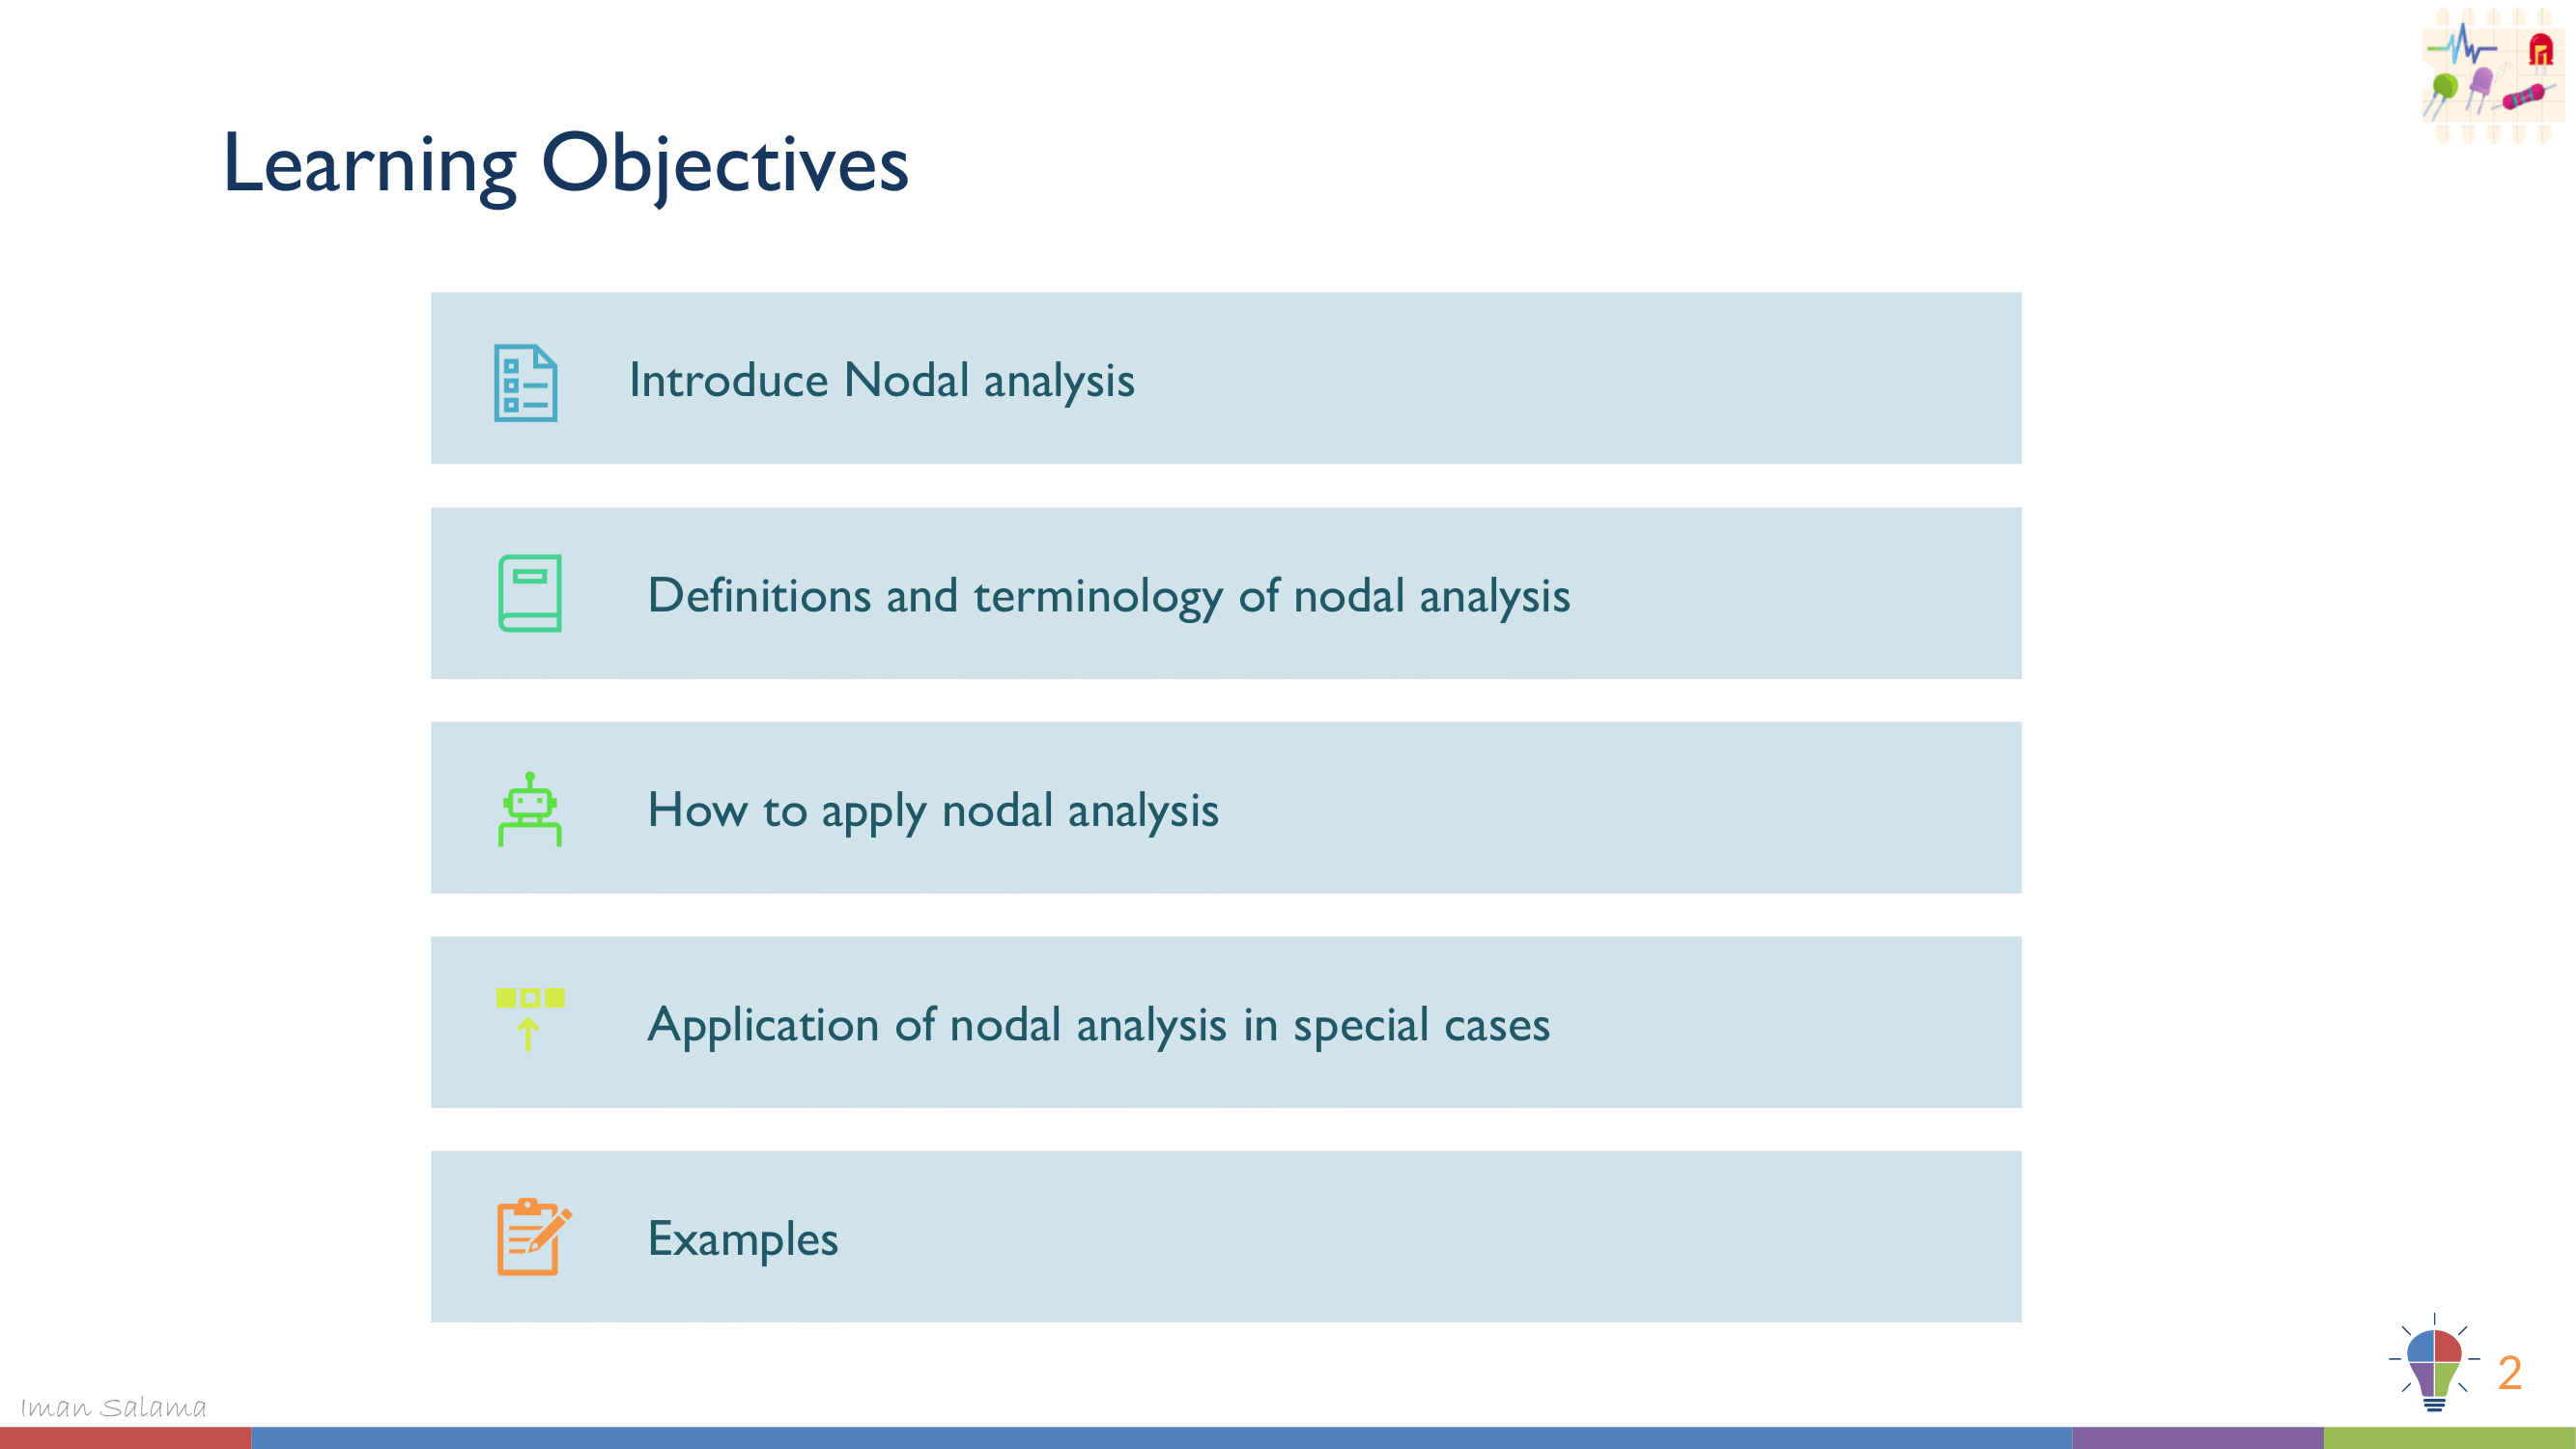 Learning Objectives
Introduce Nodal analysis
Definitions and terminology of nodal analysis
How to apply nodal analysis
Application of nodal analysis in special cases
Examples
2
Iman Salama